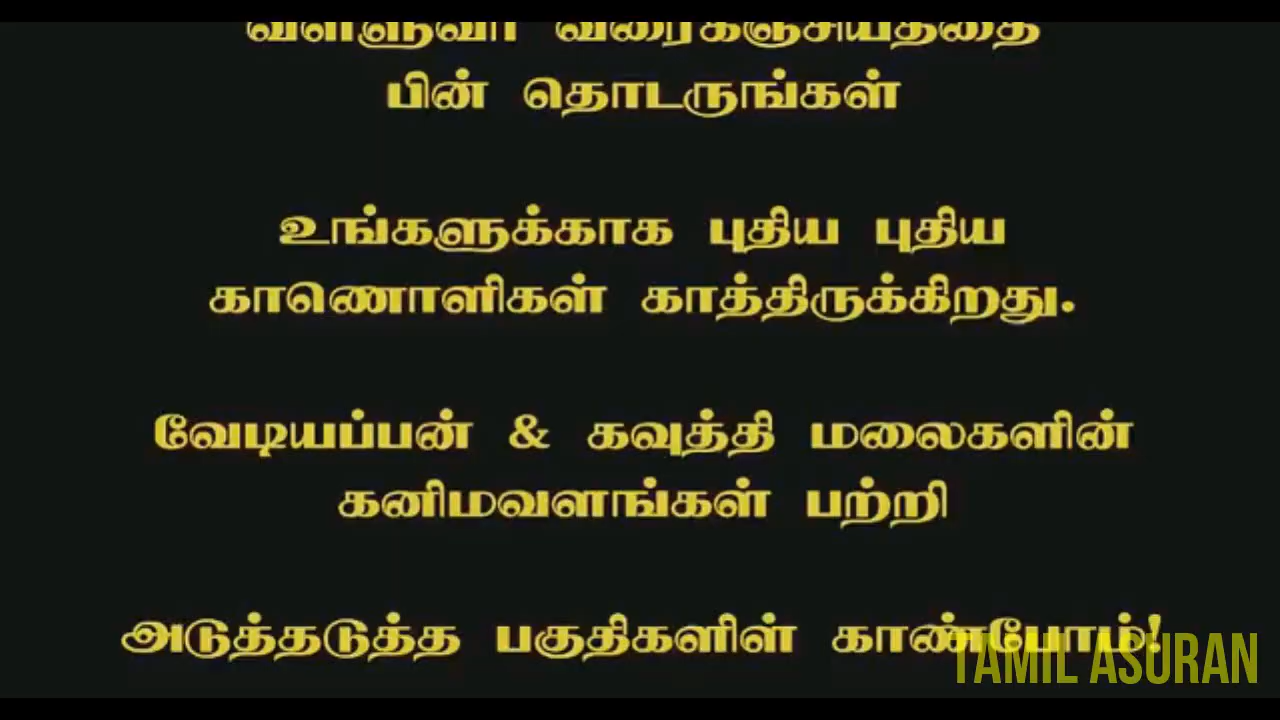 பின் தொடருங்கள்
உங்களுக்காக புதிய புதிய
காணொளிகள் காத்திருக்கிறது.
வேடியப்பன் & கவுத்தி மலைகளின்
கனிமவளங்கள் பற்றி
அடுத்தடுத்த பகுதிகளிள் காண்போம்!
TAMIL ASURAN